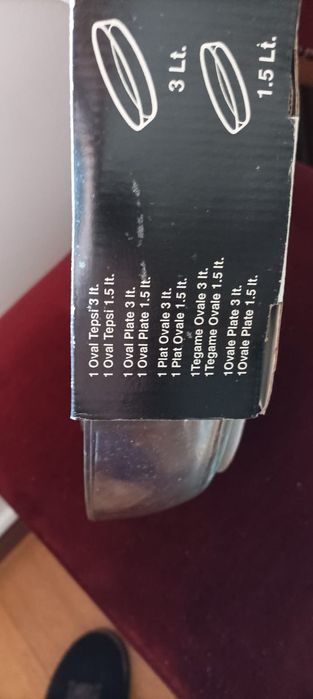 3 Lt.
1.5 Lt.
1 Oval Tepsi 3 lt.
1 Oval Tepsi 1.5 lt.
1 Oval Plate 3 lt.
1 Oval Plate 1.5 lt.
1 Plat Ovale 3 lt.
1 Plat Ovale 1.5 lt.
1Tegame Ovale 3 lt.
1Tegame Ovale 1.5 lt.
1Ovale Plate 3 lt.
1Ovale Plate 1.5 lt.